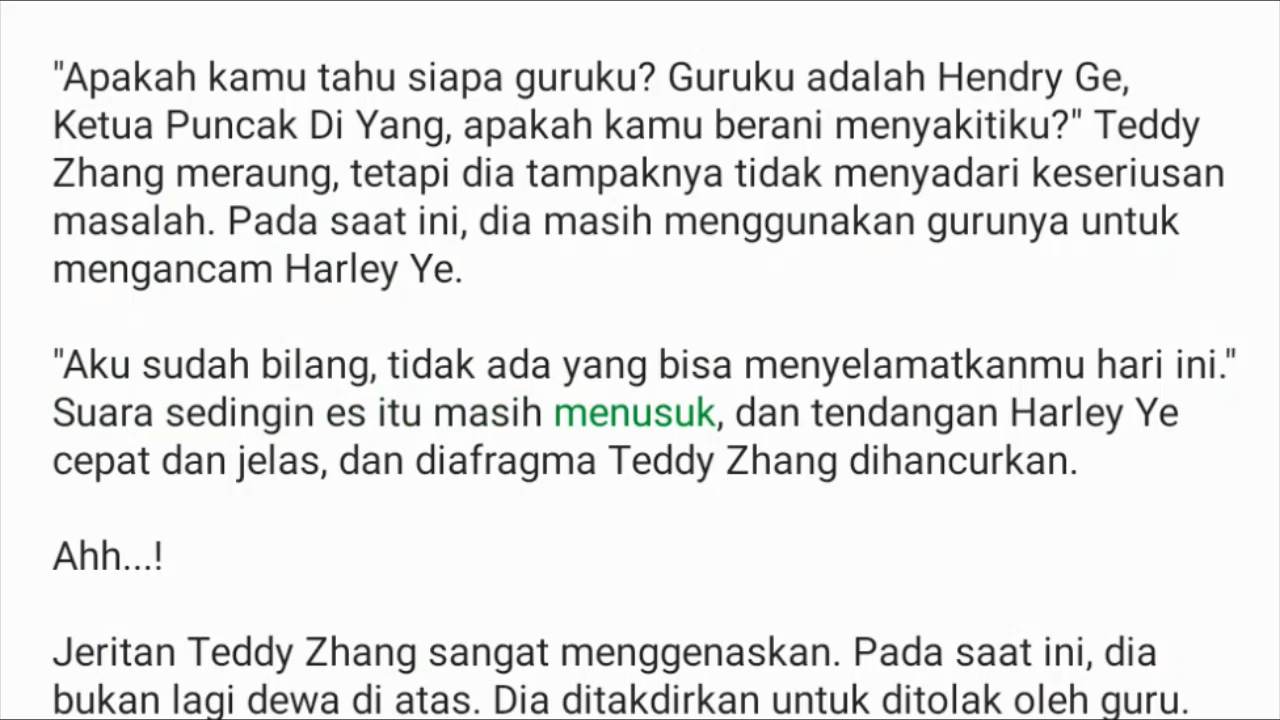 "Apakah kamu tahu siapa guruku? Guruku adalah Hendry Ge,
Ketua Puncak Di Yang, apakah kamu berani menyakitiku?" Teddy
Zhang meraung, tetapi dia tampaknya tidak menyadari keseriusan
masalah. Pada saat ini, dia masih menggunakan gurunya untuk
mengancam Harley Ye.
"Aku sudah bilang, tidak ada yang bisa menyelamatkanmu hari ini."
Suara sedingin es itu masih menusuk, dan tendangan Harley Ye
cepat dan jelas, dan diafragma Teddy Zhang dihancurkan.
Ahh...!
Jeritan Teddy Zhang sangat menggenaskan. Pada saat ini, dia
bukan lagi dewa di atas. Dia ditakdirkan untuk ditolak oleh guru.